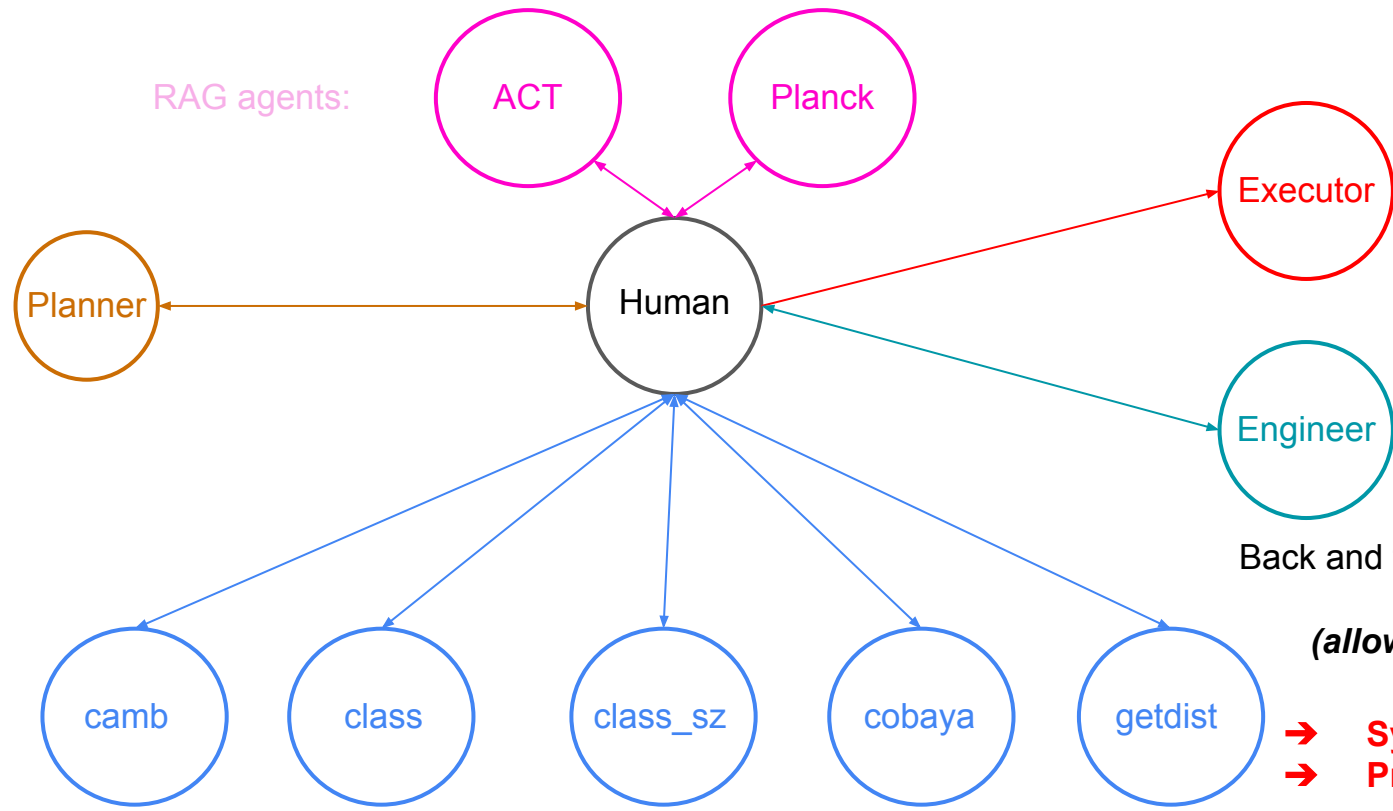 RAG agents:
ACT
Planck
Executor
Planner
Human
Engineer
Back and
camb
class
class_sz
cobaya
getdist
➔
➔